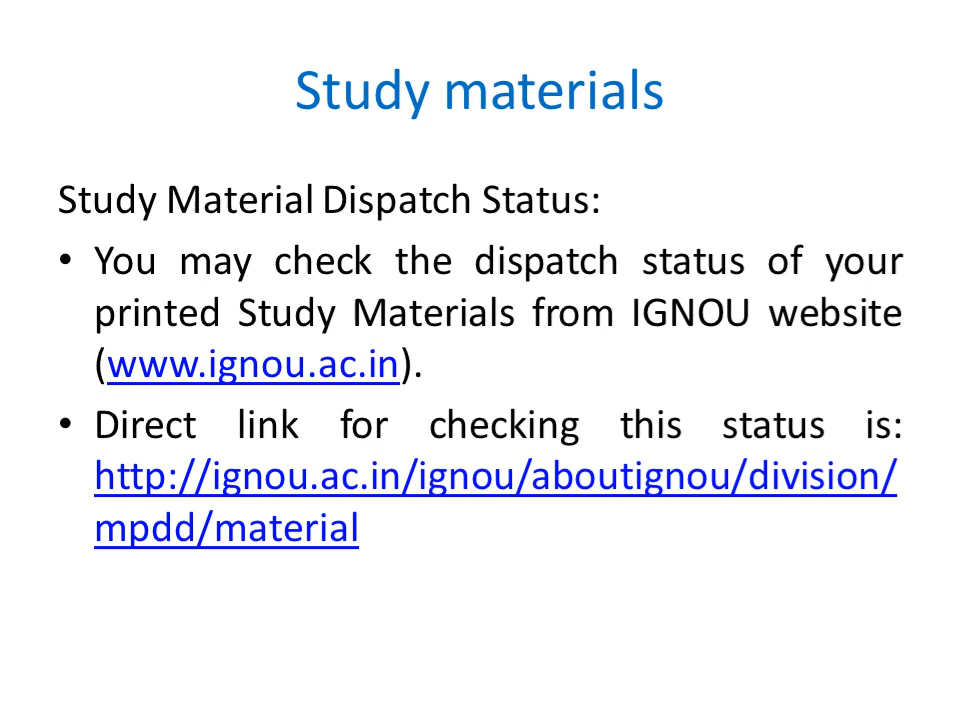 Study materials
Study Material Dispatch Status:
• You may check the dispatch status of your
printed Study Materials from IGNOU website
(www.ignou.ac.in).
• Direct link for checking this status is:
http://ignou.ac.in/ignou/aboutignou/division/
mpdd/material